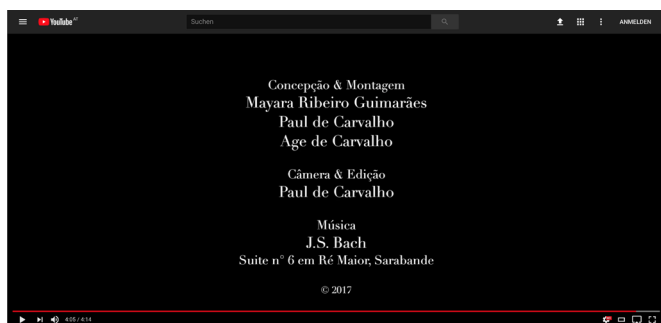 YouTube AT
Suchen
ANMELDEN
Concepção & Montagem
Mayara Ribeiro Guimarães
Paul de Carvalho
Age de Carvalho
Câmera & Edição
Paul de Carvalho
Música
J.S. Bach
Suite n° 6 em Ré Maior, Sarabande
© 2017
4:05 / 4:14